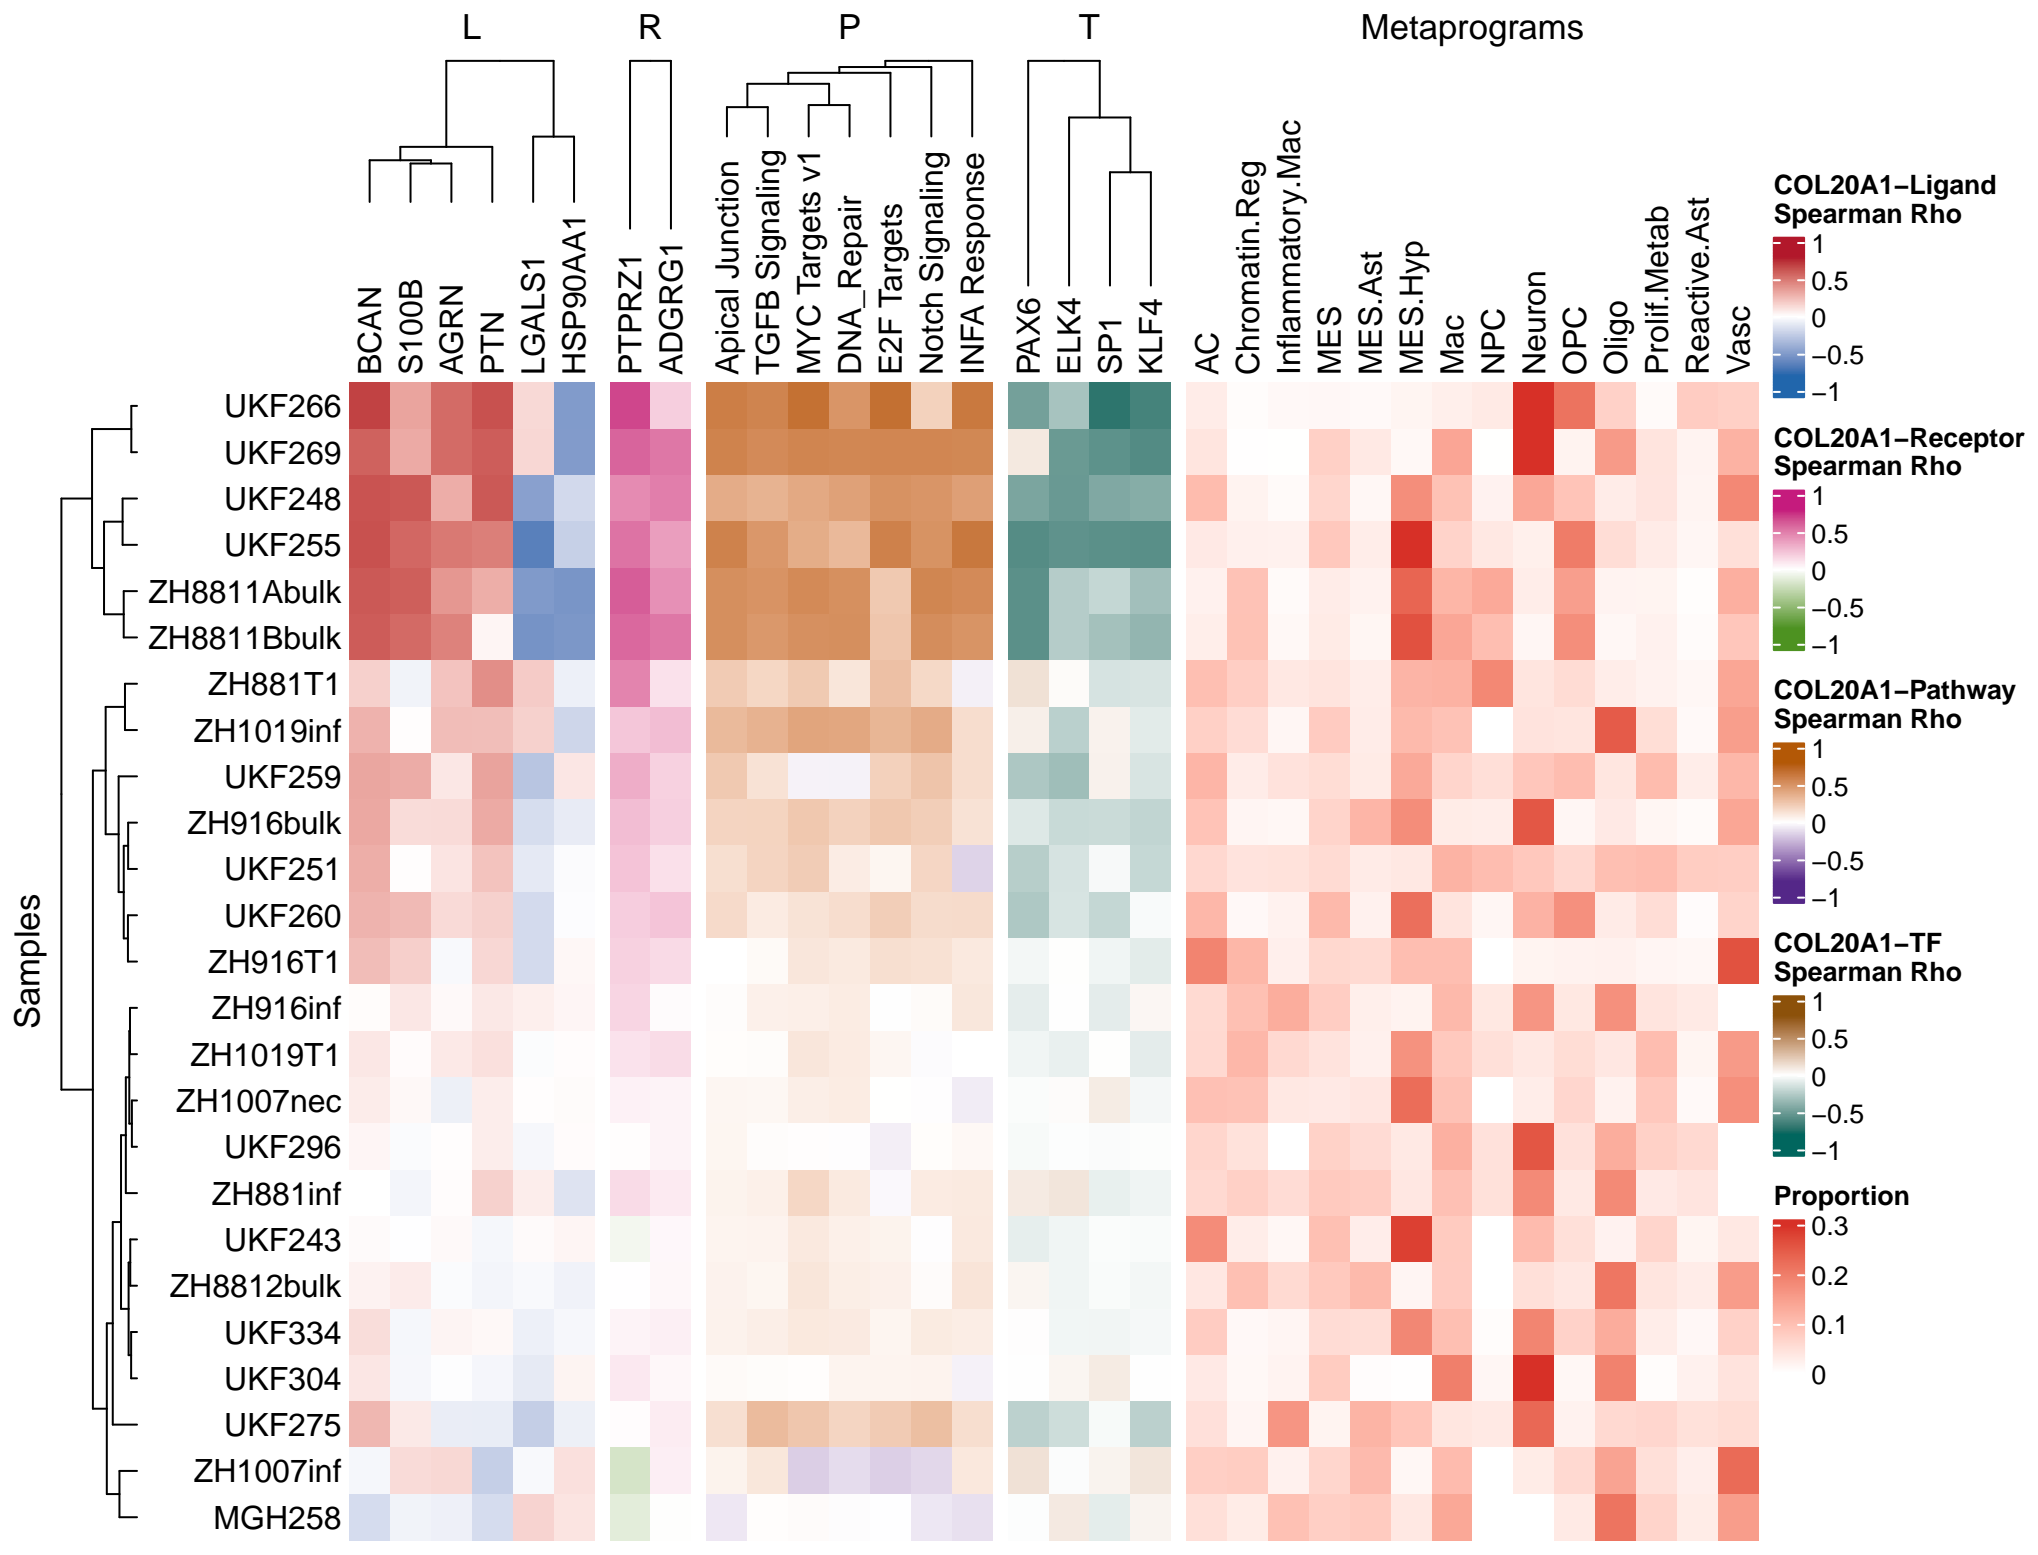 L R P T Metaprograms
BCAN
S100B
AGRN
PTN
LGALS1
HSP90AA1
PTPRZ1
ADGRG1
Apical Junction
TGFB Signaling
MYC Targets v1
DNA_Repair
E2F Targets
Notch Signaling
INFA Response
PAX6
ELK4
SP1
KLF4
AC
Chromatin.Reg
Inflammatory.Mac
MES
MES.Ast
MES.Hyp
Mac
NPC
Neuron
OPC
Oligo
Prolif.Metab
Reactive.Ast
Vasc
Samples
UKF266
UKF269
UKF248
UKF255
ZH8811Abulk
ZH8811Bbulk
ZH881T1
ZH1019inf
UKF259
ZH916bulk
UKF251
UKF260
ZH916T1
ZH916inf
ZH1019T1
ZH1007nec
UKF296
ZH881inf
UKF243
ZH8812bulk
UKF334
UKF304
UKF275
ZH1007inf
MGH258
COL20A1−Ligand
Spearman Rho
1
0.5
0
−0.5
−1
COL20A1−Receptor
Spearman Rho
1
0.5
0
−0.5
−1
COL20A1−Pathway
Spearman Rho
1
0.5
0
−0.5
−1
COL20A1−TF
Spearman Rho
1
0.5
0
−0.5
−1
Proportion
0.3
0.2
0.1
0